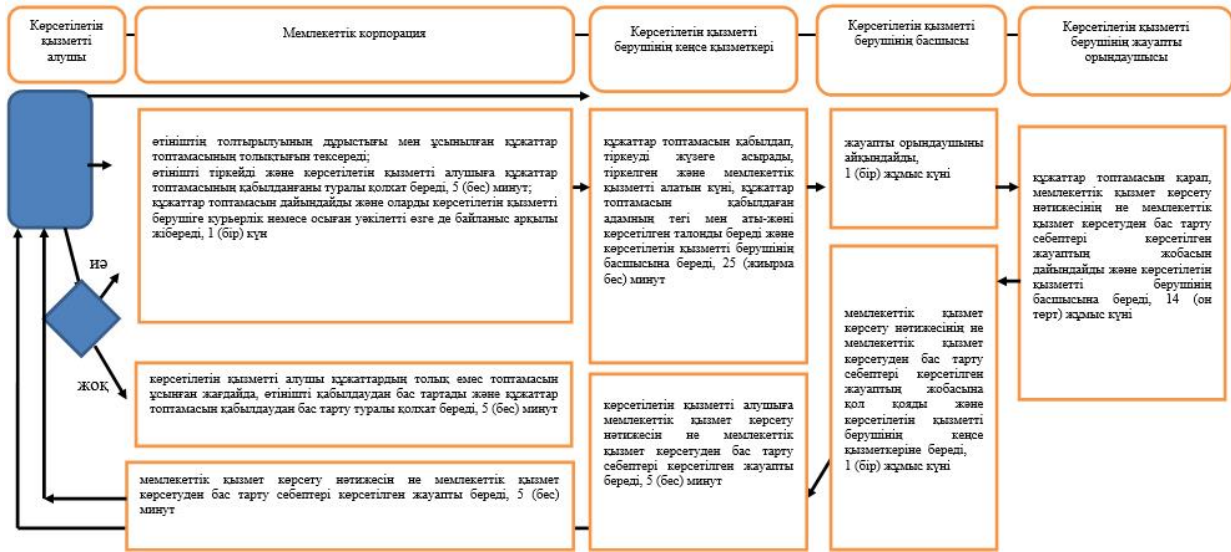 Көрсетілетін
қызметті
алушы
Мемлекеттік корпорация
Көрсетілетін қызметті
берушінің кеңсе қызметкері
Көрсетілетін қызметті
берушінің басшысы
Көрсетілетін қызметті
берушінің жауапты
орындаушысы
өтініштің толтырылуының дұрыстығы мен ұсынылған құжаттар
топтамасының толықтығын тексереді;
өтінішті тіркейді және көрсетілетін қызметті алушыға құжаттар
топтамасының қабылданғаны туралы қолхат береді, 5 (бес) минут;
құжаттар топтамасын дайындайды және оларды көрсетілетін қызметті
берушіге курьерлік немесе осыған уәкілетті өзге де байланыс арқылы
жібереді, 1 (бір) күн
құжаттар топтамасын қабылдап,
тіркеуді жүзеге асырады,
тіркелген және мемлекеттік
қызметті алатын күні, құжаттар
топтамасын қабылдаған
адамның тегі мен аты-жөні
көрсетілген талонды береді және
көрсетілетін қызметті берушінің
басшысына береді, 25 (жиырма
бес) минут
жауапты орындаушыны
айқындайды,
1 (бір) жұмыс күні
құжаттар топтамасын қарап,
мемлекеттік қызмет көрсету
нәтижесінің не мемлекеттік
қызмет көрсетуден бас тарту
себептері көрсетілген
жауаптың жобасын
дайындайды және көрсетілетін
қызметті берушінің
басшысына береді, 14 (он
төрт) жұмыс күні
иә
жоқ
көрсетілетін қызметті алушы құжаттардың толық емес топтамасын
ұсынған жағдайда, өтінішті қабылдаудан бас тартады және құжаттар
топтамасын қабылдаудан бас тарту туралы қолхат береді, 5 (бес) минут
мемлекеттік қызмет
көрсету нәтижесінің не
мемлекеттік қызмет
көрсетуден бас тарту
себептері көрсетілген
жауаптың жобасына
қол қояды және
көрсетілетін қызметті
берушінің кеңсе
қызметкеріне береді,
1 (бір) жұмыс күні
көрсетілетін қызметті алушыға
мемлекеттік қызмет көрсету
нәтижесін не мемлекеттік
қызмет көрсетуден бас тарту
себептері көрсетілген жауапты
береді, 5 (бес) минут
мемлекеттік қызмет көрсету нәтижесін не мемлекеттік қызмет
көрсетуден бас тарту себептері көрсетілген жауапты береді, 5 (бес)
минут